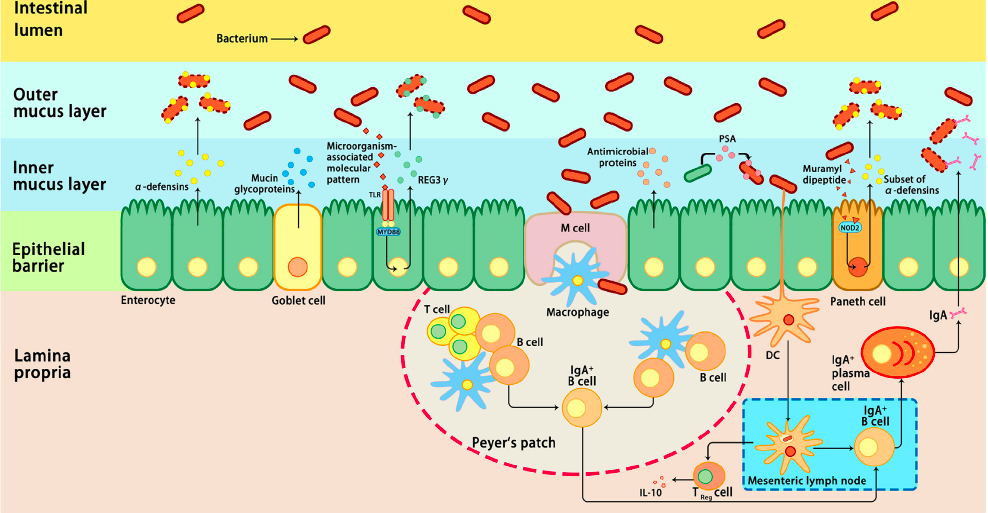 Intestinal
lumen
Bacterium
Outer
mucus layer
Inner
mucus layer
α-defensins
Mucin
glycoproteins
Microorganism-
associated
molecular
pattern
TLR
MYD88
REG3 γ
Antimicrobial
proteins
PSA
Muramyl
dipeptide
NOD2
Subset of
α-defensins
Epithelial
barrier
M cell
Enterocyte
Goblet cell
Macrophage
Paneth cell
IgA
Lamina
propria
T cell
B cell
IgA+
B cell
B cell
DC
IgA+
plasma
cell
Peyer's patch
IgA+
B cell
Mesenteric lymph node
IL-10
TReg cell